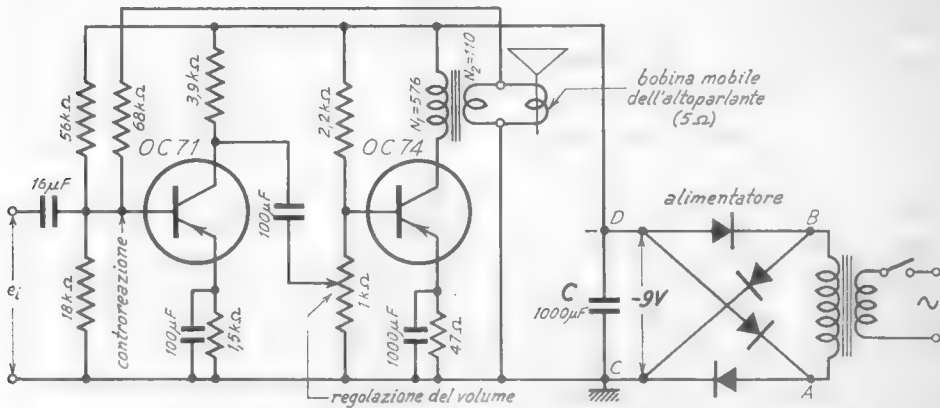 56kΩ
68kΩ
3,9kΩ
OC71
2,2kΩ
OC74
N₁=576
N₂=110
bobina mobile
dell'altoparlante
(5Ω)
16µF
eᵢ
18kΩ
controreazione
100µF
1,5kΩ
100µF
1kΩ
regolazione del volume
1000µF
47Ω
alimentatore
D
B
-
C
1000µF
-9V
C
A
~